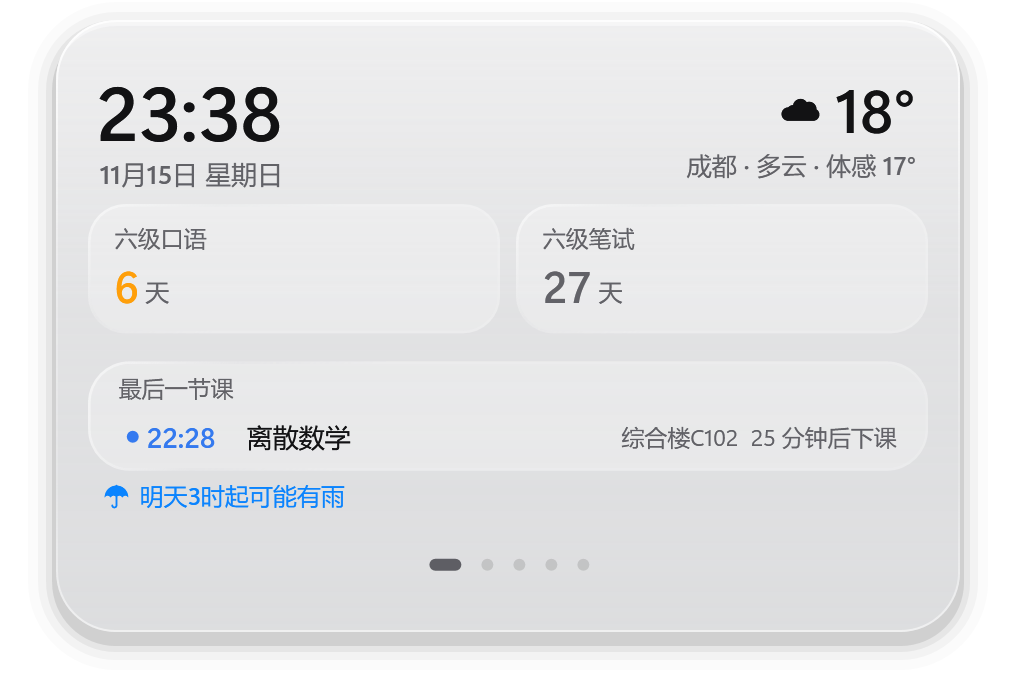 23:38
18°
11月15日 星期日
成都 · 多云 · 体感 17°
六级口语
6 天
六级笔试
27 天
最后一节课
22:28 离散数学 综合楼C102 25 分钟后下课
明天3时起可能有雨